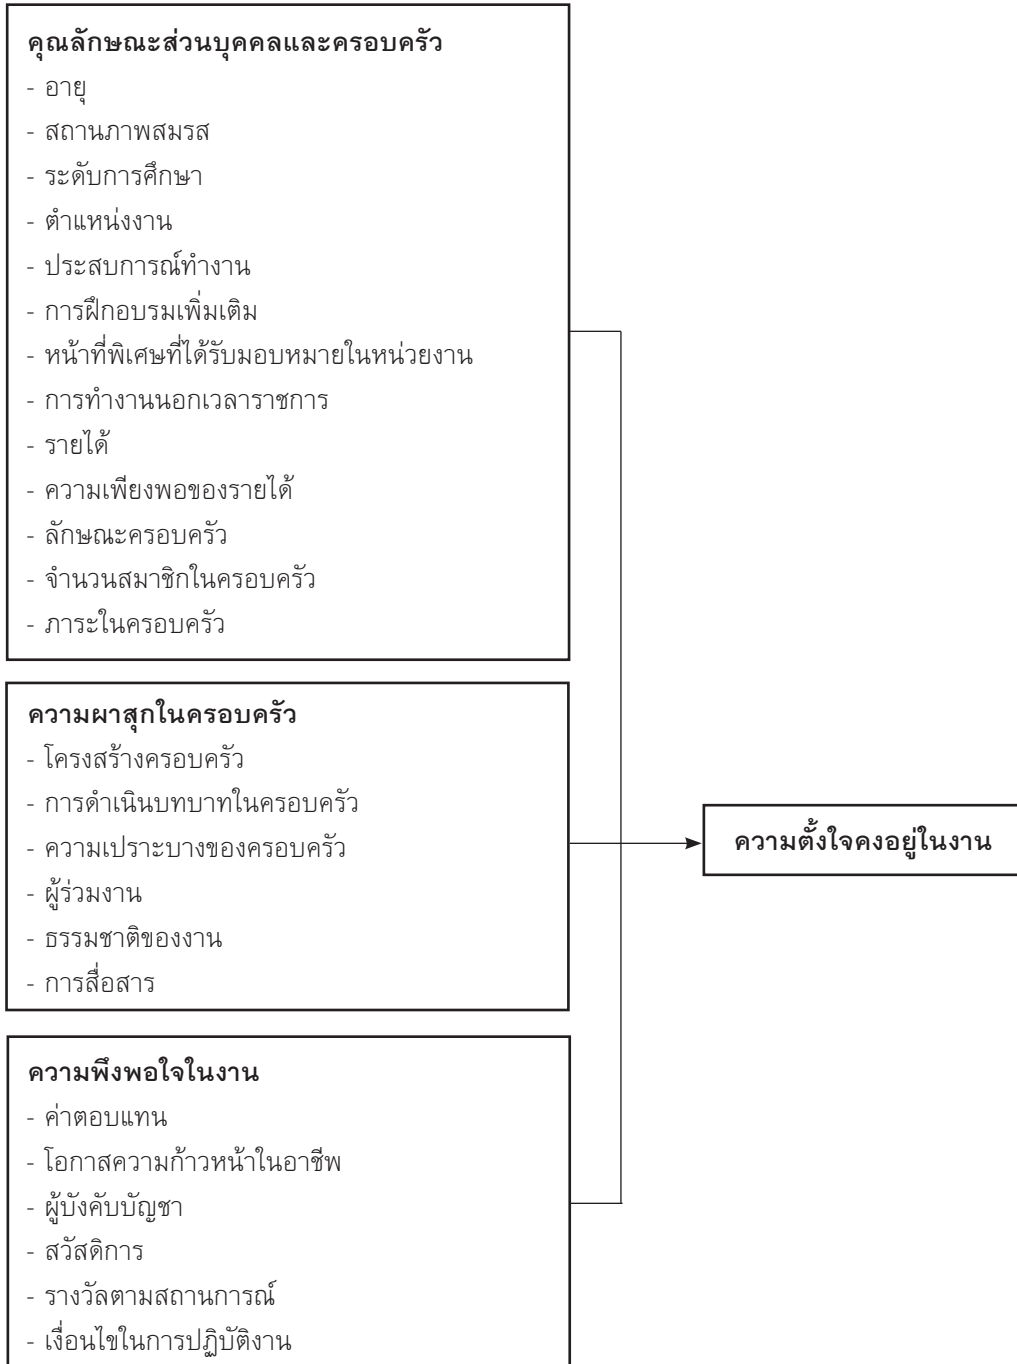 คุณลักษณะส่วนบุคคลและครอบครัว
- อายุ
- สถานภาพสมรส
- ระดับการศึกษา
- ตำแหน่งงาน
- ประสบการณ์ทำงาน
- การฝึกอบรมเพิ่มเติม
- หน้าที่พิเศษที่ได้รับมอบหมายในหน่วยงาน
- การทำงานนอกเวลาราชการ
- รายได้
- ความเพียงพอของรายได้
- ลักษณะครอบครัว
- จำนวนสมาชิกในครอบครัว
- ภาระในครอบครัว
ความผาสุกในครอบครัว
- โครงสร้างครอบครัว
- การดำเนินบทบาทในครอบครัว
- ความเปราะบางของครอบครัว
- ผู้ร่วมงาน
- ธรรมชาติของงาน
- การสื่อสาร
ความตั้งใจคงอยู่ในงาน
ความพึงพอใจในงาน
- ค่าตอบแทน
- โอกาสความก้าวหน้าในอาชีพ
- ผู้บังคับบัญชา
- สวัสดิการ
- รางวัลตามสถานการณ์
- เงื่อนไขในการปฏิบัติงาน